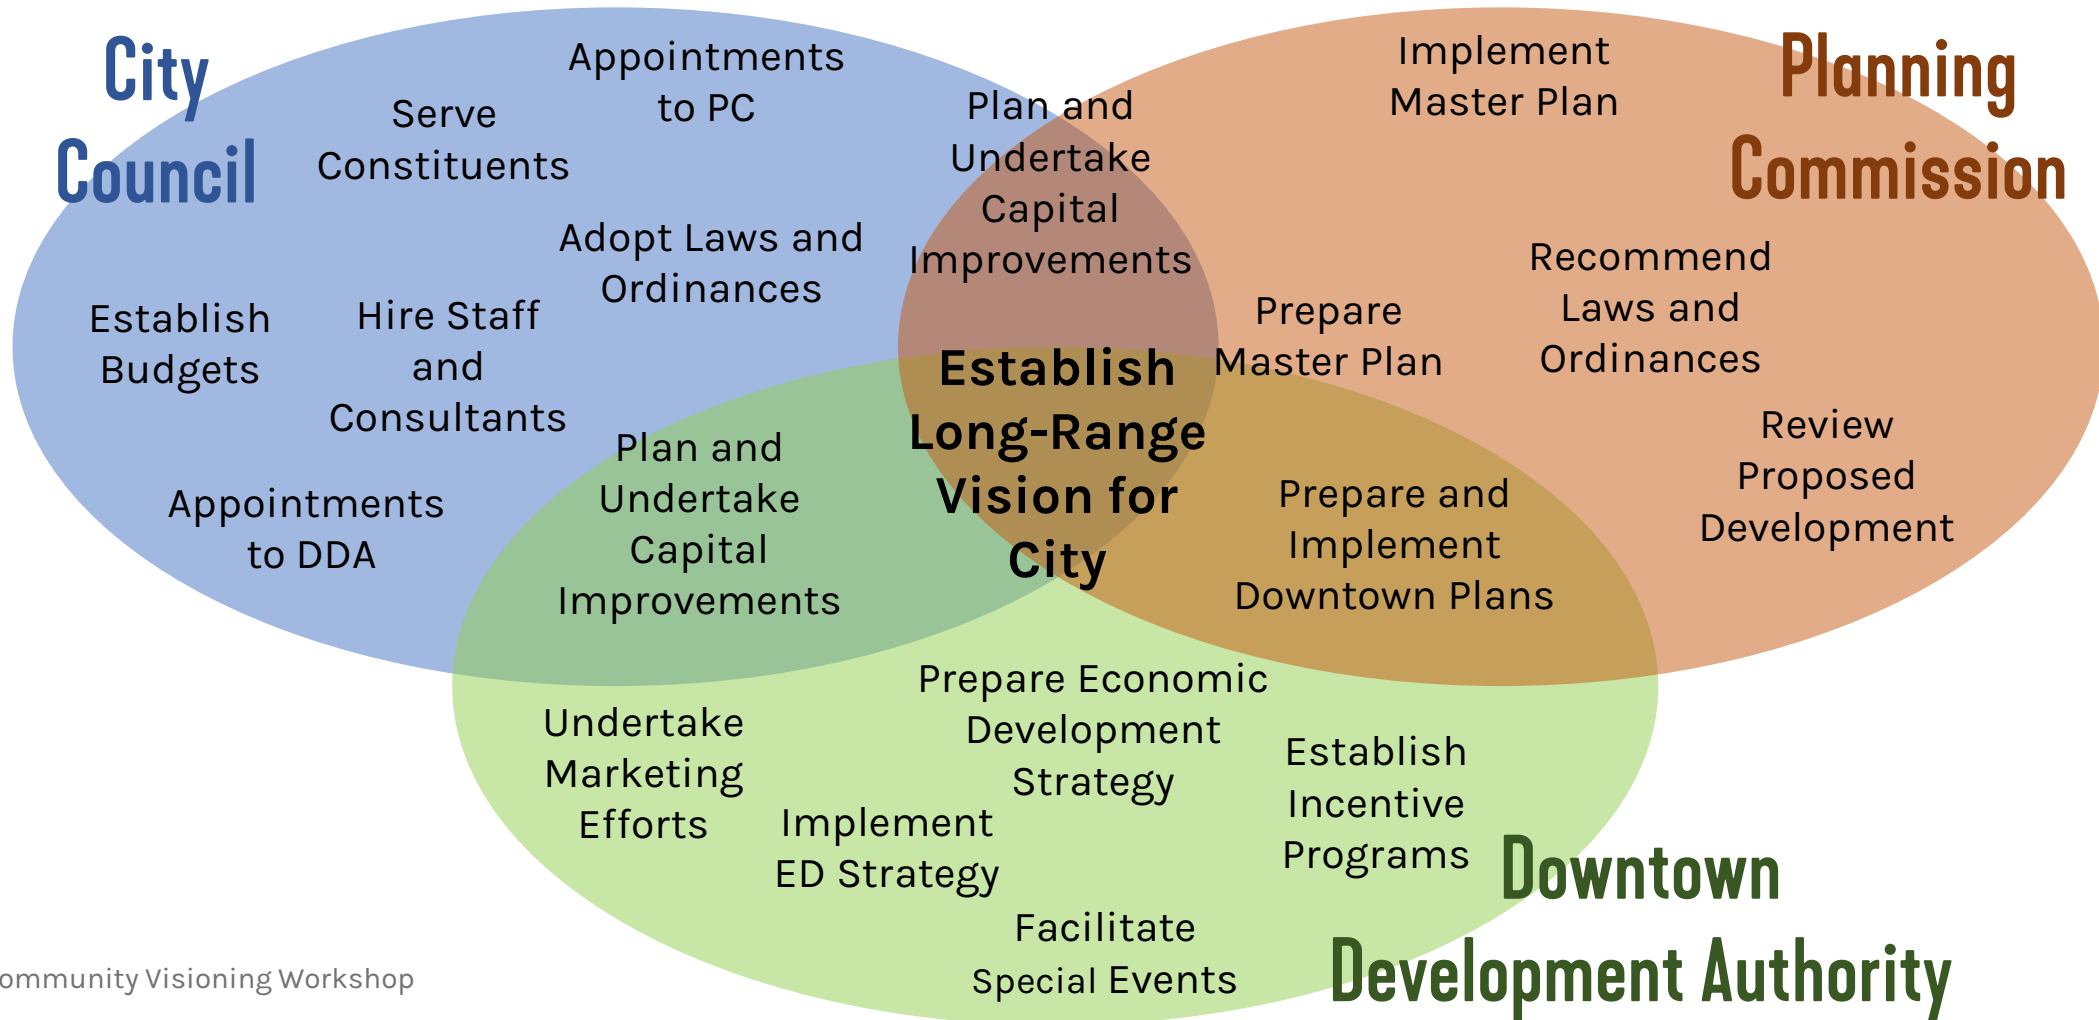 City
Council
Appointments
to PC
Serve
Constituents
Adopt Laws and
Ordinances
Establish
Budgets
Hire Staff
and
Consultants
Appointments
to DDA
Plan and
Undertake
Capital
Improvements
Plan and
Undertake
Capital
Improvements
Establish
Long-Range
Vision for
City
Planning
Commission
Implement
Master Plan
Recommend
Laws and
Ordinances
Prepare
Master Plan
Review
Proposed
Development
Prepare and
Implement
Downtown Plans
Prepare Economic
Development
Strategy
Undertake
Marketing
Efforts
Implement
ED Strategy
Establish
Incentive
Programs
Facilitate
Special Events
Downtown
Development Authority
ommunity Visioning Workshop